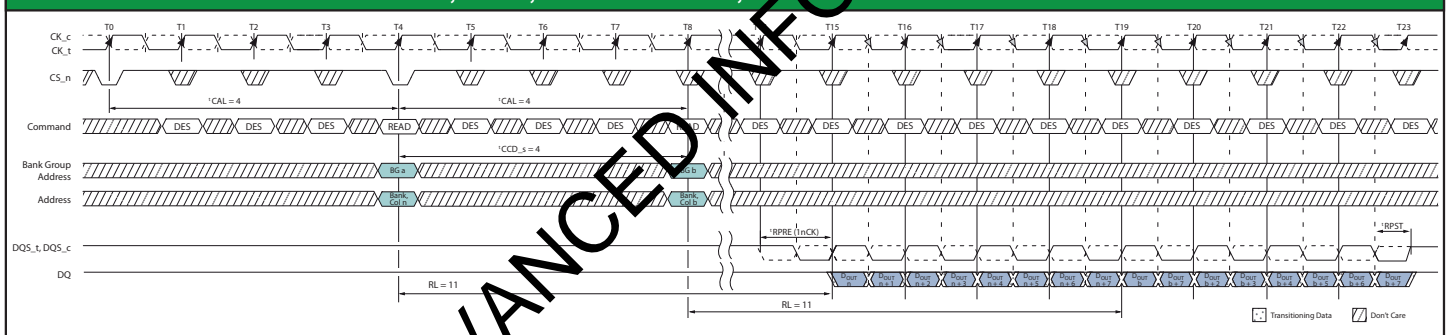 T0 T1 T2 T3 T4 T5 T6 T7 T8 T15 T16 T17 T18 T19 T20 T21 T22 T23
CK_c
CK_t
CS_n
tCAL = 4 tCAL = 4
Command DES DES DES READ DES DES DES READ DES DES DES DES DES DES DES DES DES DES
tCCD_s = 4
Bank Group
Address
BG a BG b
Address
Bank, Col n
Bank, Col b
tRPRE (1nCK) tRPST
DQS_t, DQS_c
DQ
DOUT n DOUT n + 1 DOUT n + 2 DOUT n + 3 DOUT n + 4 DOUT n + 5 DOUT n + 6 DOUT n + 7 DOUT b DOUT b + 7 DOUT b + 2 DOUT b + 3 DOUT b + 4 DOUT b + 5 DOUT b + 6 DOUT b + 7
RL = 11
RL = 11
Transitioning Data Don't Care
VANCED INFO